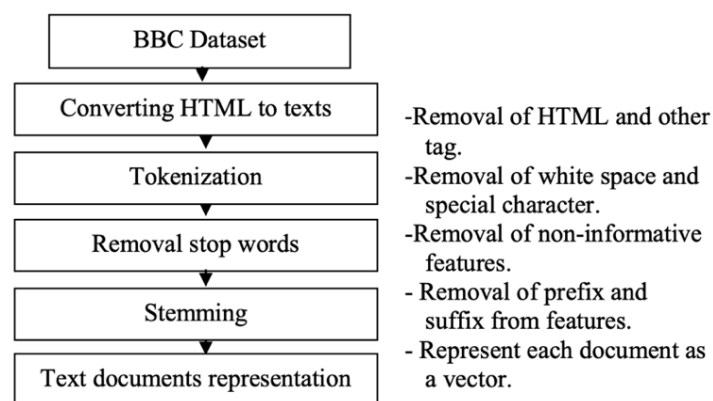 BBC Dataset
Converting HTML to texts
Tokenization
Removal stop words
Stemming
Text documents representation
-Removal of HTML and other
tag.
-Removal of white space and
special character.
-Removal of non-informative
features.
- Removal of prefix and
suffix from features.
- Represent each document as
a vector.